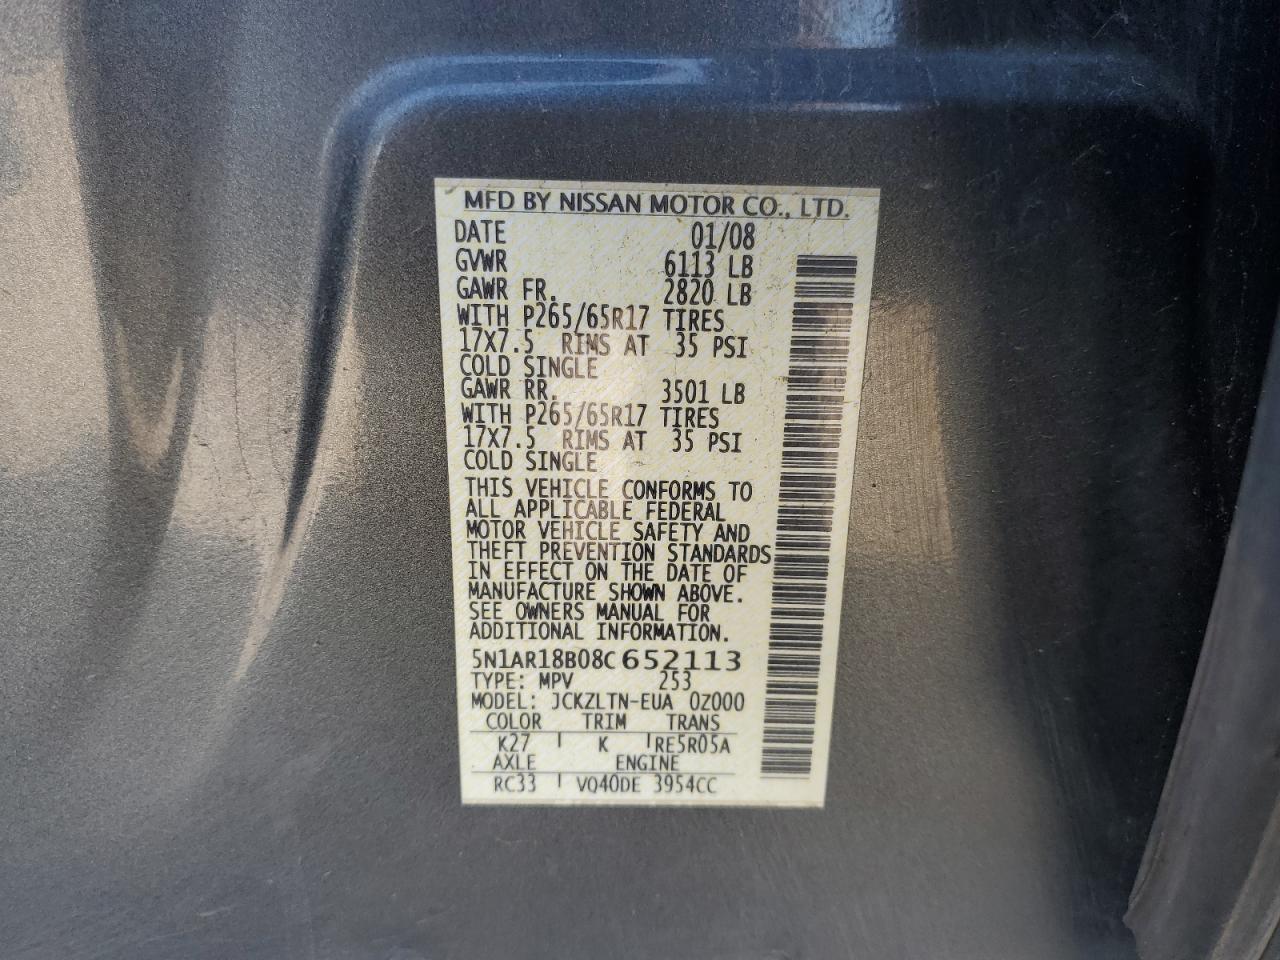 MFD BY NISSAN MOTOR CO., LTD.
DATE 01/08
GVWR 6113 LB
GAWR FR. 2820 LB
WITH P265/65R17 TIRES
17X7.5 RIMS AT 35 PSI
COLD SINGLE
GAWR RR. 3501 LB
WITH P265/65R17 TIRES
17X7.5 RIMS AT 35 PSI
COLD SINGLE
THIS VEHICLE CONFORMS TO
ALL APPLICABLE FEDERAL
MOTOR VEHICLE SAFETY AND
THEFT PREVENTION STANDARDS
IN EFFECT ON THE DATE OF
MANUFACTURE SHOWN ABOVE.
SEE OWNERS MANUAL FOR
ADDITIONAL INFORMATION.
5N1AR18B08C652113
TYPE: MPV 253
MODEL: JCKZLTN-EUA 0Z000
COLOR TRIM TRANS
K27 K RE5R05A
AXLE ENGINE
RC33 VQ40DE 3954CC